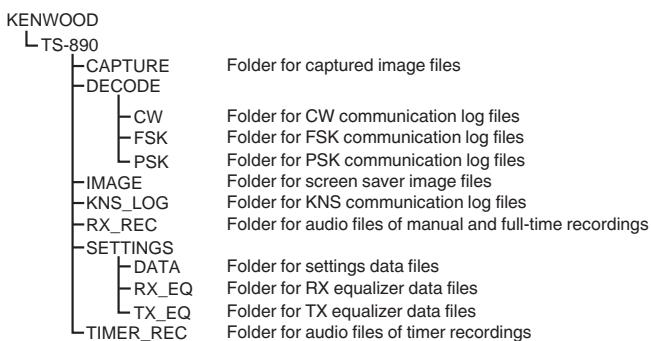 KENWOOD
TS-890
CAPTURE Folder for captured image files
DECODE
CW Folder for CW communication log files
FSK Folder for FSK communication log files
PSK Folder for PSK communication log files
IMAGE Folder for screen saver image files
KNS_LOG Folder for KNS communication log files
RX_REC Folder for audio files of manual and full-time recordings
SETTINGS
DATA Folder for settings data files
RX_EQ Folder for RX equalizer data files
TX_EQ Folder for TX equalizer data files
TIMER_REC Folder for audio files of timer recordings